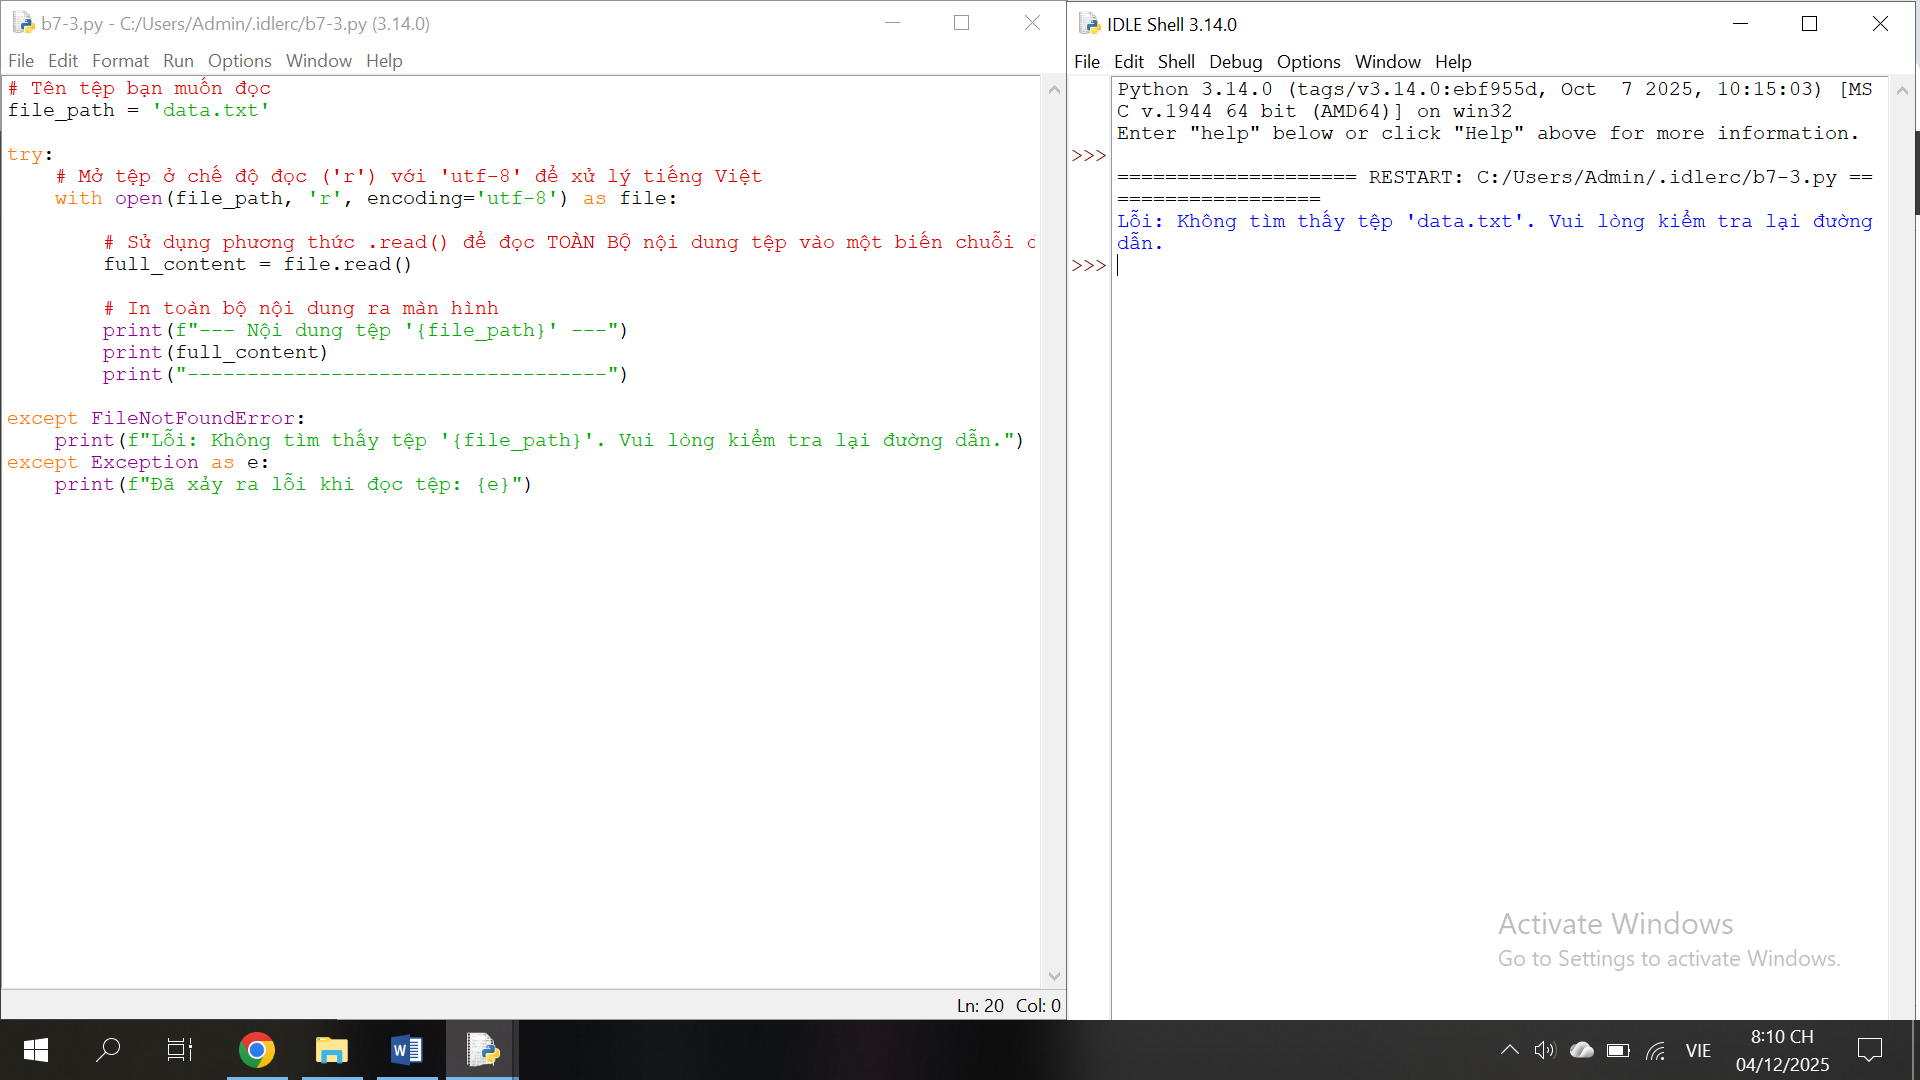 b7-3.py - C:/Users/Admin/.idlerc/b7-3.py (3.14.0)
File Edit Format Run Options Window Help
# Tên tệp bạn muốn đọc
file_path = 'data.txt'
try:
    # Mở tệp ở chế độ đọc ('r') với 'utf-8' để xử lý tiếng Việt
    with open(file_path, 'r', encoding='utf-8') as file:
        # Sử dụng phương thức .read() để đọc TOÀN BỘ nội dung tệp vào một biến chuỗi d
        full_content = file.read()
        # In toàn bộ nội dung ra màn hình
        print(f"--- Nội dung tệp '{file_path}' ---")
        print(full_content)
        print("-----------------------------------")
except FileNotFoundError:
    print(f"Lỗi: Không tìm thấy tệp '{file_path}'. Vui lòng kiểm tra lại đường dẫn.")
except Exception as e:
    print(f"Đã xảy ra lỗi khi đọc tệp: {e}")
Ln: 20 Col: 0
IDLE Shell 3.14.0
File Edit Shell Debug Options Window Help
Python 3.14.0 (tags/v3.14.0:ebf955d, Oct  7 2025, 10:15:03) [MS
C v.1944 64 bit (AMD64)] on win32
Enter "help" below or click "Help" above for more information.
>>>
==================== RESTART: C:/Users/Admin/.idlerc/b7-3.py ==
=================
Lỗi: Không tìm thấy tệp 'data.txt'. Vui lòng kiểm tra lại đường
dẫn.
>>>
Activate Windows
Go to Settings to activate Windows.
VIE
8:10 CH
04/12/2025